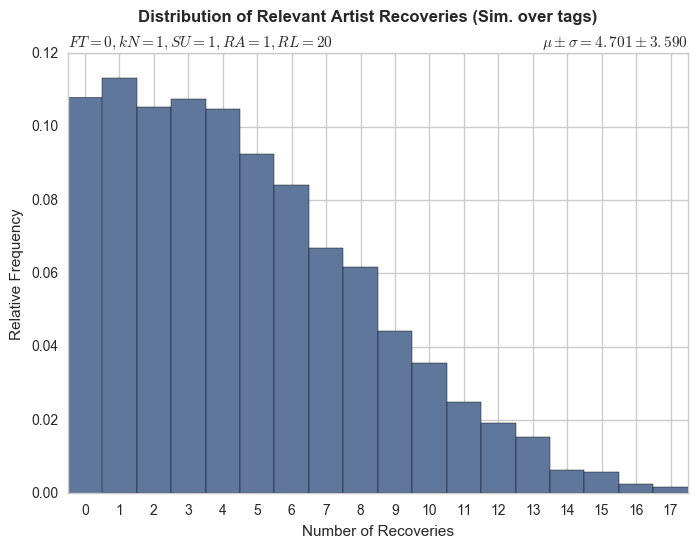 Distribution of Relevant Artist Recoveries (Sim. over tags)
FT = 0, kN = 1, SU = 1, RA = 1, RL = 20
μ ± σ = 4.701 ± 3.590
0.12
0.10
0.08
0.06
0.04
0.02
0.00
Relative Frequency
0 1 2 3 4 5 6 7 8 9 10 11 12 13 14 15 16 17
Number of Recoveries